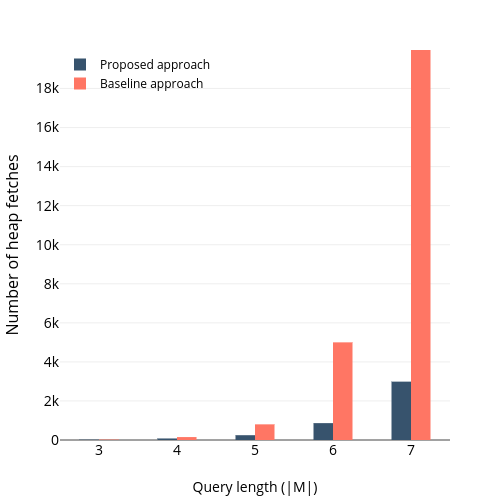 Proposed approach
Baseline approach
18k
16k
14k
12k
10k
8k
6k
4k
2k
0
Number of heap fetches
3 4 5 6 7
Query length (|M|)